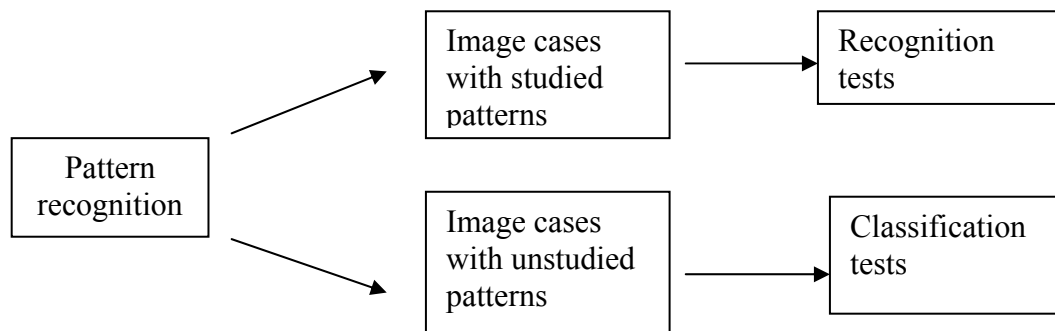 Image cases
with studied
patterns
Recognition
tests
Pattern
recognition
Image cases
with unstudied
patterns
Classification
tests